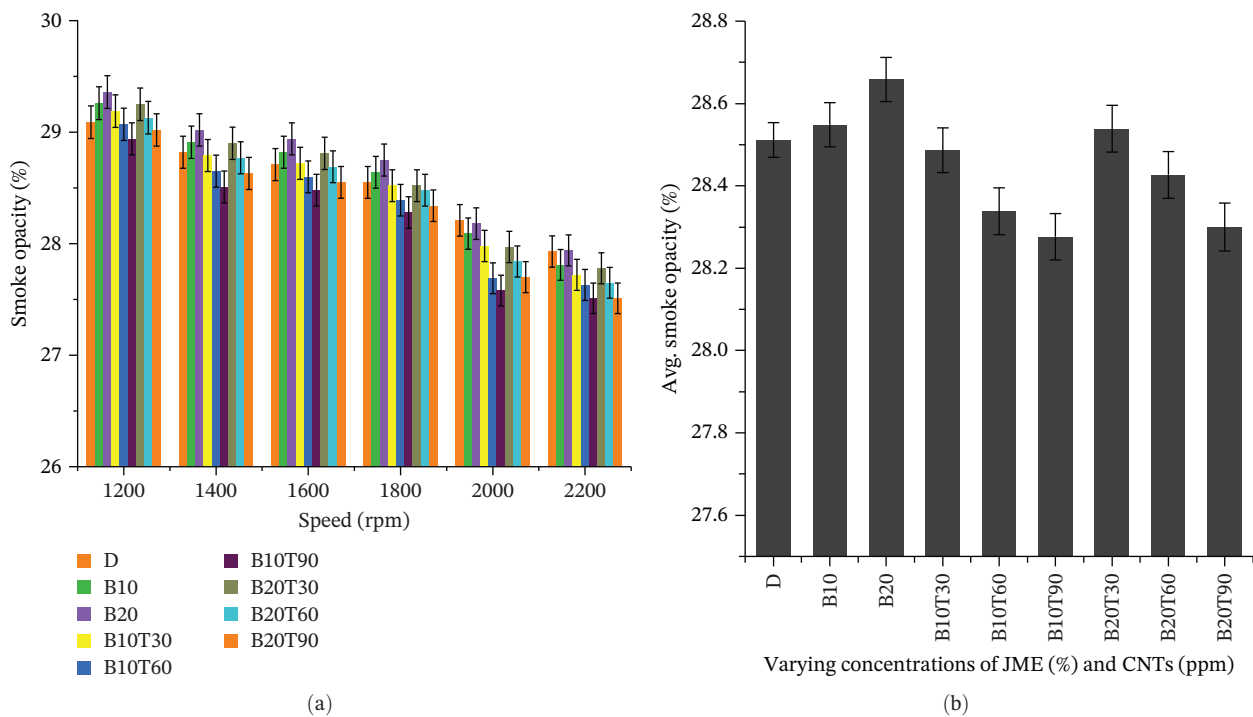 30
29
28
27
26
Smoke opacity (%)
1200 1400 1600 1800 2000 2200
Speed (rpm)
D
B10
B20
B10T30
B10T60
B10T90
B20T30
B20T60
B20T90
(a)
28.8
28.6
28.4
28.2
28.0
27.8
27.6
Avg. smoke opacity (%)
D
B10
B20
B10T30
B10T60
B10T90
B20T30
B20T60
B20T90
Varying concentrations of JME (%) and CNTs (ppm)
(b)